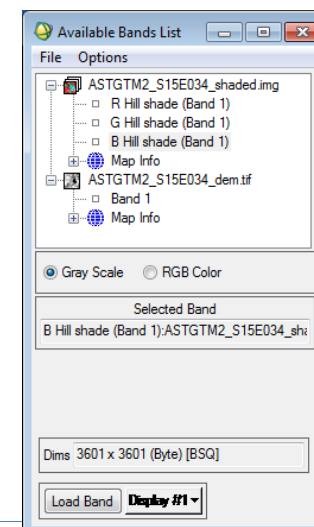 Available Bands List
File Options
ASTGTM2_S15E034_shaded.img
R Hill shade (Band 1)
G Hill shade (Band 1)
B Hill shade (Band 1)
Map Info
ASTGTM2_S15E034_dem.tif
Band 1
Map Info
Gray Scale RGB Color
Selected Band
B Hill shade (Band 1):ASTGTM2_S15E034_sha
Dims 3601 x 3601 (Byte) [BSQ]
Load Band Display #1